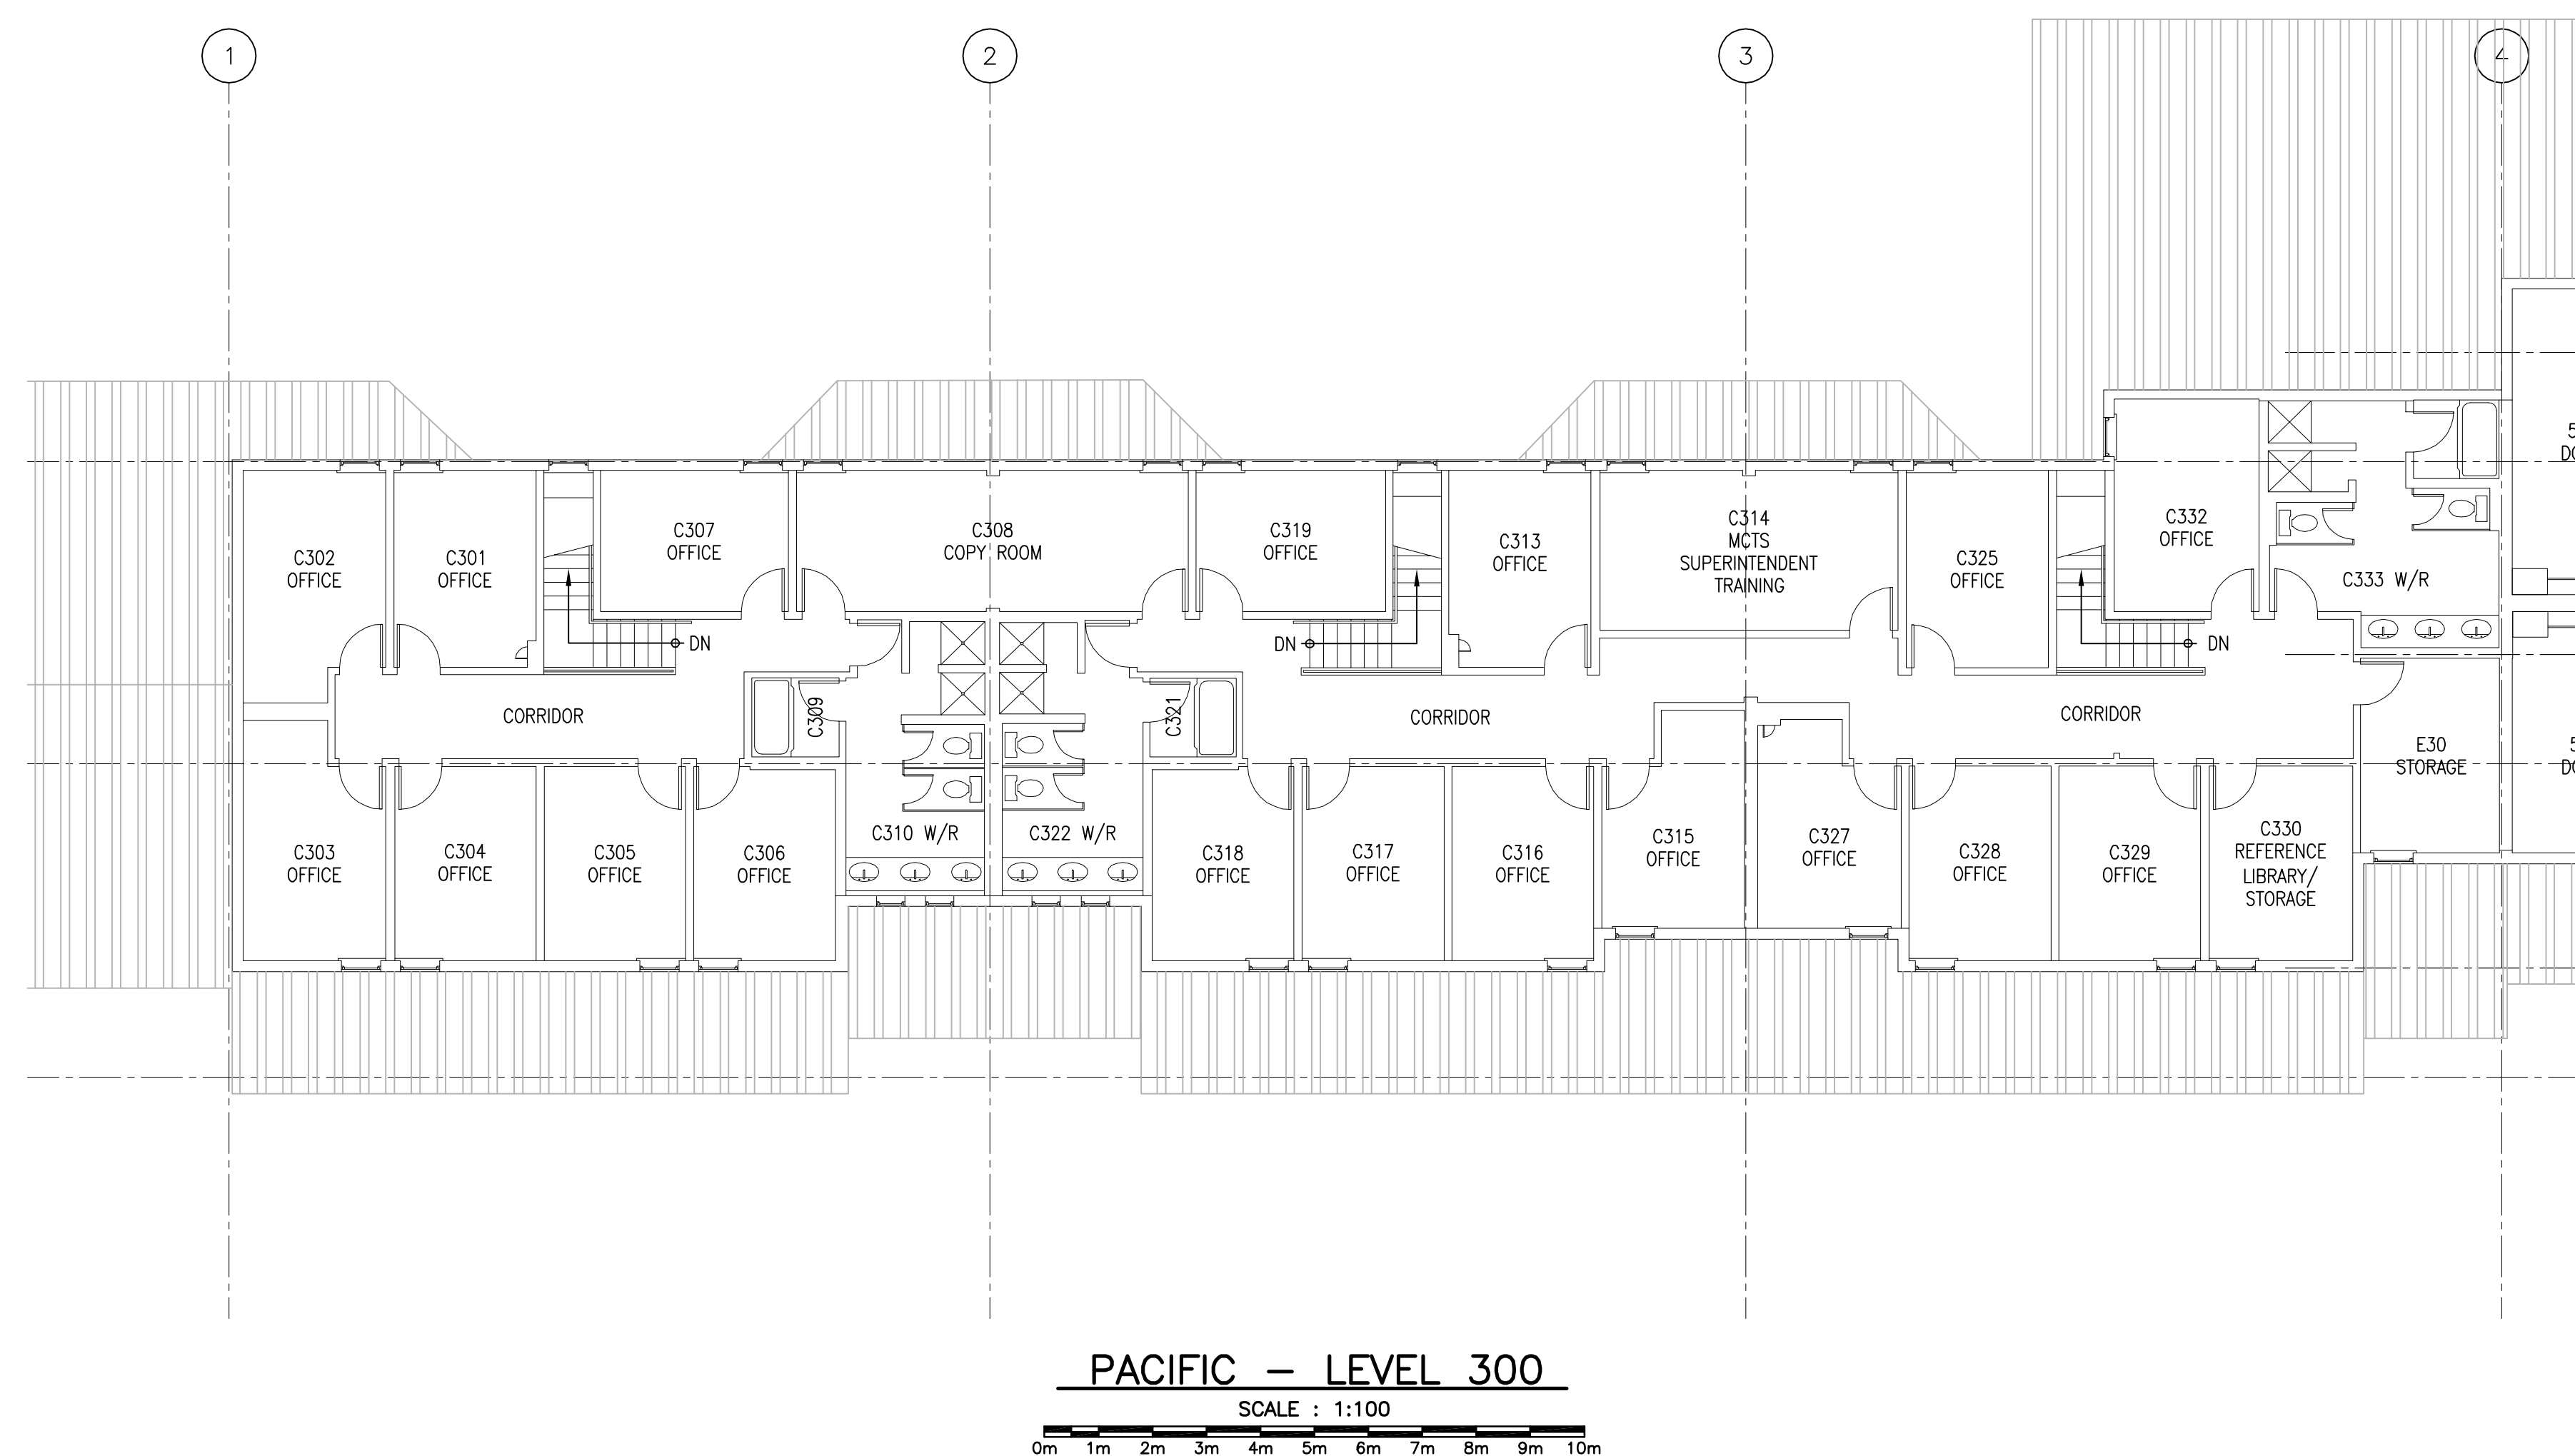 1
2
3
4
C302
OFFICE
C301
OFFICE
C307
OFFICE
C308
COPY ROOM
C319
OFFICE
C313
OFFICE
C314
MCTS
SUPERINTENDENT
TRAINING
C325
OFFICE
C332
OFFICE
C333 W/R
DN
DN
DN
CORRIDOR
C309
C321
CORRIDOR
CORRIDOR
E30
STORAGE
C303
OFFICE
C304
OFFICE
C305
OFFICE
C306
OFFICE
C310 W/R
C322 W/R
C318
OFFICE
C317
OFFICE
C316
OFFICE
C315
OFFICE
C327
OFFICE
C328
OFFICE
C329
OFFICE
C330
REFERENCE
LIBRARY/
STORAGE
PACIFIC – LEVEL 300
SCALE : 1:100
0m 1m 2m 3m 4m 5m 6m 7m 8m 9m 10m